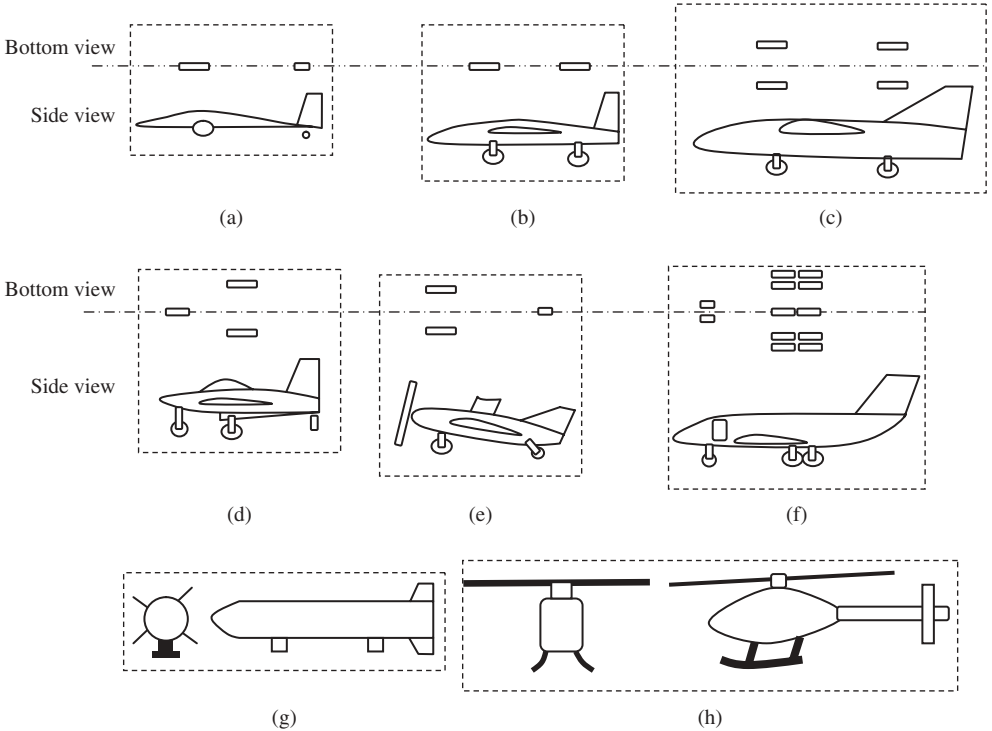 Bottom view
Side view
(a)
(b)
(c)
Bottom view
Side view
(d)
(e)
(f)
(g)
(h)